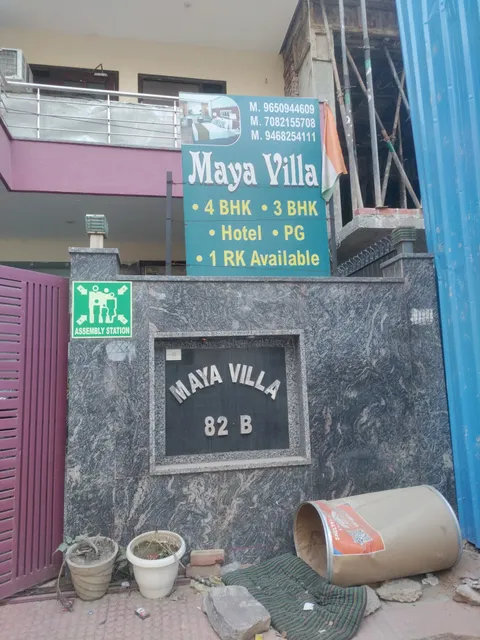 M. 9650944609
M. 7082155708
M. 9468254111
Maya Villa
• 4 BHK • 3 BHK
• Hotel • PG
• 1 RK Available
ASSEMBLY STATION
MAYA VILLA
82 B